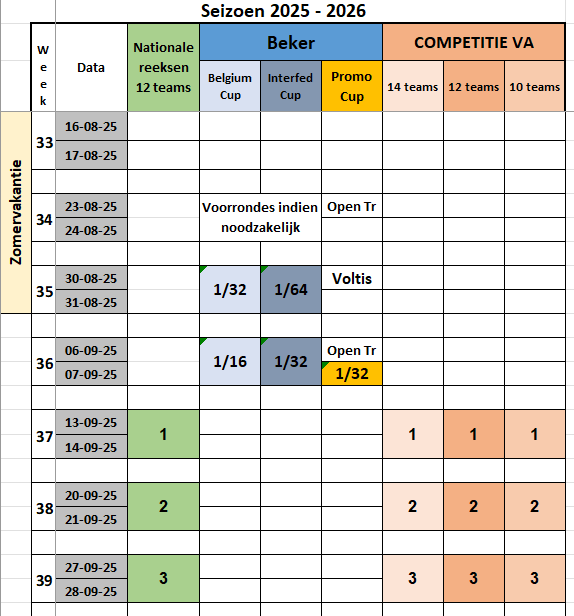 Seizoen 2025 - 2026
Week Data Nationale reeksen 12 teams Beker COMPETITIE VA
Belgium Cup Interfed Cup Promo Cup 14 teams 12 teams 10 teams
Zomervakantie
33 16-08-25
17-08-25
34 23-08-25 Voorrondes indien noodzakelijk Open Tr
24-08-25
35 30-08-25 1/32 1/64 Voltis
31-08-25
36 06-09-25 1/16 1/32 Open Tr
07-09-25 1/32
37 13-09-25 1 1 1 1
14-09-25
38 20-09-25 2 2 2 2
21-09-25
39 27-09-25 3 3 3 3
28-09-25